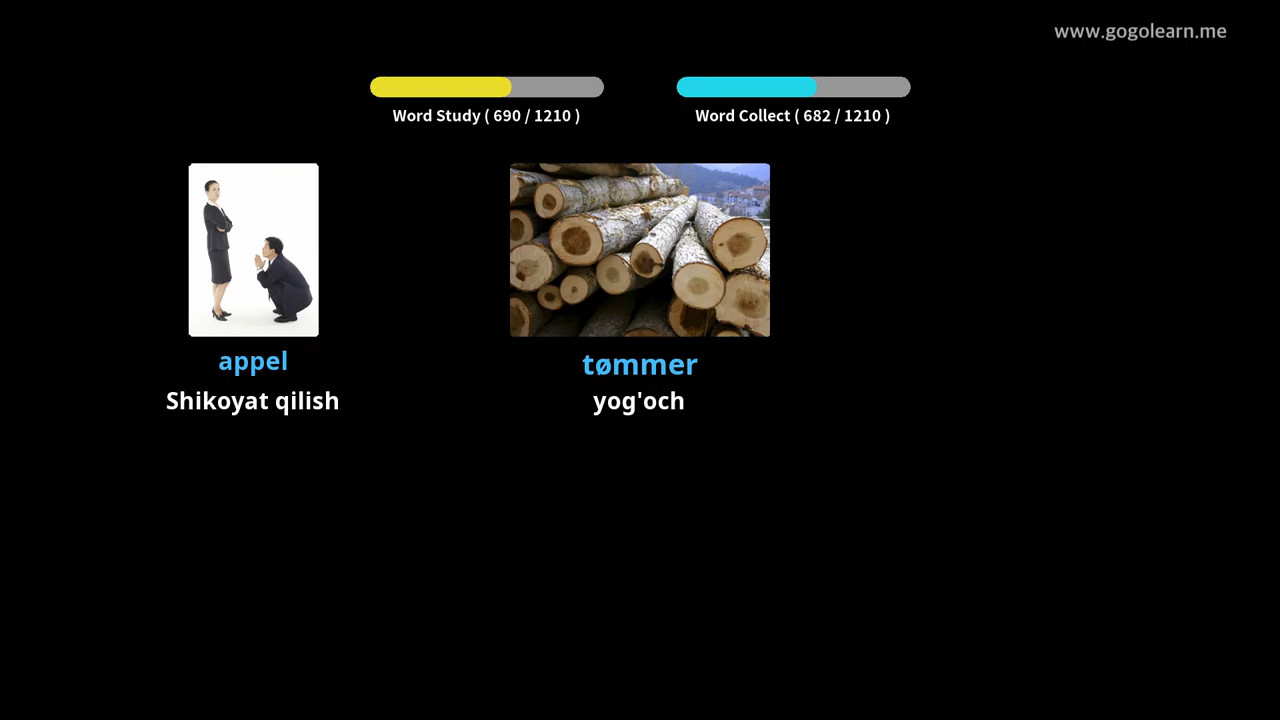 www.gogolearn.me
Word Study ( 690 / 1210 )
Word Collect ( 682 / 1210 )
appel
Shikoyat qilish
tømmer
yog'och